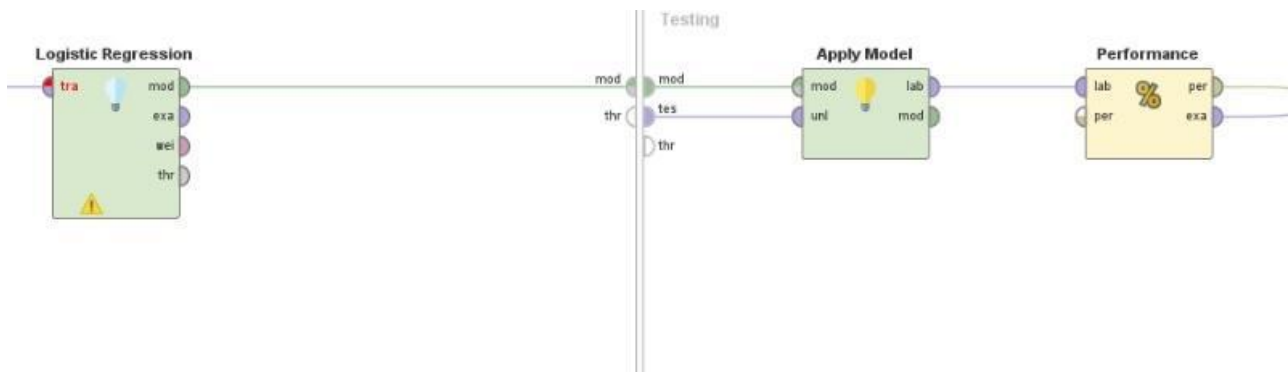 Testing
Logistic Regression
tra mod
exa
wei
thr
mod
thr
mod
tes
thr
Apply Model
mod lab
unl mod
Performance
lab % per
per exa